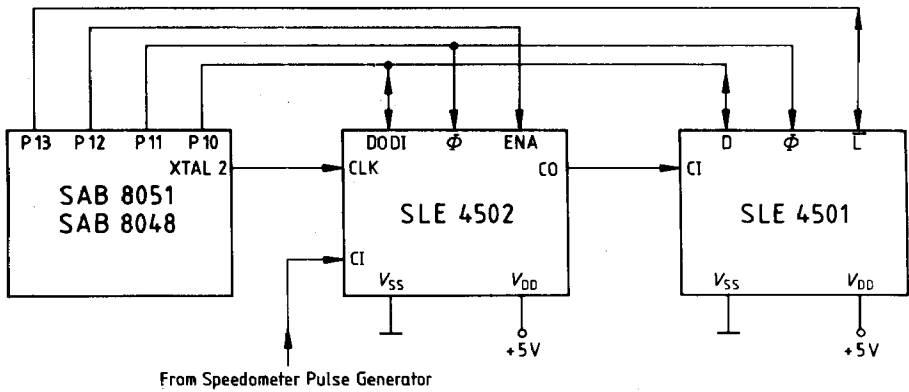 P13 P12 P11 P10
XTAL 2
SAB 8051
SAB 8048
DODI Φ ENA
CLK
CO
SLE 4502
CI
VSS VDD
+5V
D Φ L̅
CI
SLE 4501
VSS VDD
+5V
From Speedometer Pulse Generator